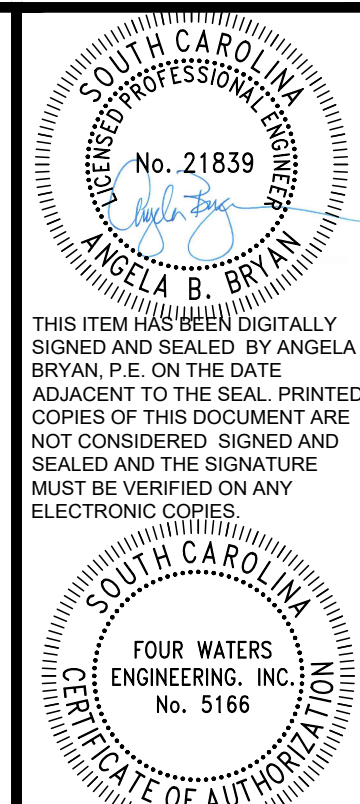 SOUTH CAROLINA
LICENSED PROFESSIONAL ENGINEER
No. 21839
Angela Bryan
ANGELA B. BRYAN
THIS ITEM HAS BEEN DIGITALLY
SIGNED AND SEALED BY ANGELA
BRYAN, P.E. ON THE DATE
ADJACENT TO THE SEAL. PRINTED
COPIES OF THIS DOCUMENT ARE
NOT CONSIDERED SIGNED AND
SEALED AND THE SIGNATURE
MUST BE VERIFIED ON ANY
ELECTRONIC COPIES.
SOUTH CAROLINA
FOUR WATERS
ENGINEERING. INC.
No. 5166
CERTIFICATE OF AUTHORIZATION